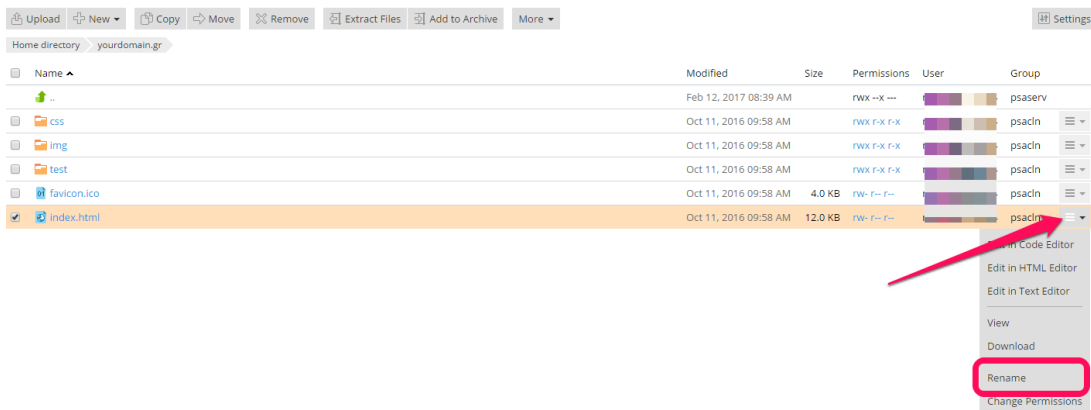 Upload New Copy Move Remove Extract Files Add to Archive More Settings
Home directory yourdomain.gr
Name Modified Size Permissions User Group
.. Feb 12, 2017 08:39 AM rwx --x --- psaserv
css Oct 11, 2016 09:58 AM rwx r-x r-x psacln
img Oct 11, 2016 09:58 AM rwx r-x r-x psacln
test Oct 11, 2016 09:58 AM rwx r-x r-x psacln
favicon.ico Oct 11, 2016 09:58 AM 4.0 KB rw- r-- r-- psacln
index.html Oct 11, 2016 09:58 AM 12.0 KB rw- r-- r-- psacln
Edit in Code Editor
Edit in HTML Editor
Edit in Text Editor
View
Download
Rename
Change Permissions